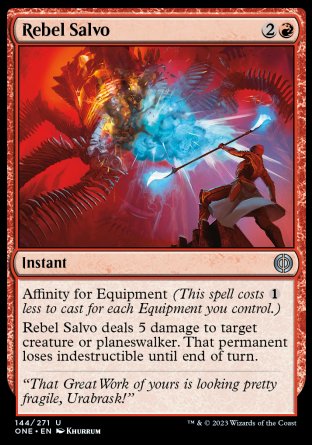 Rebel Salvo 2
Instant
Affinity for Equipment (This spell costs 1
less to cast for each Equipment you control.)
Rebel Salvo deals 5 damage to target
creature or planeswalker. That permanent
loses indestructible until end of turn.
“That Great Work of yours is looking pretty
fragile, Urabrask!”
144/271 U
ONE • EN KHURRUM ™ & © 2023 Wizards of the Coast